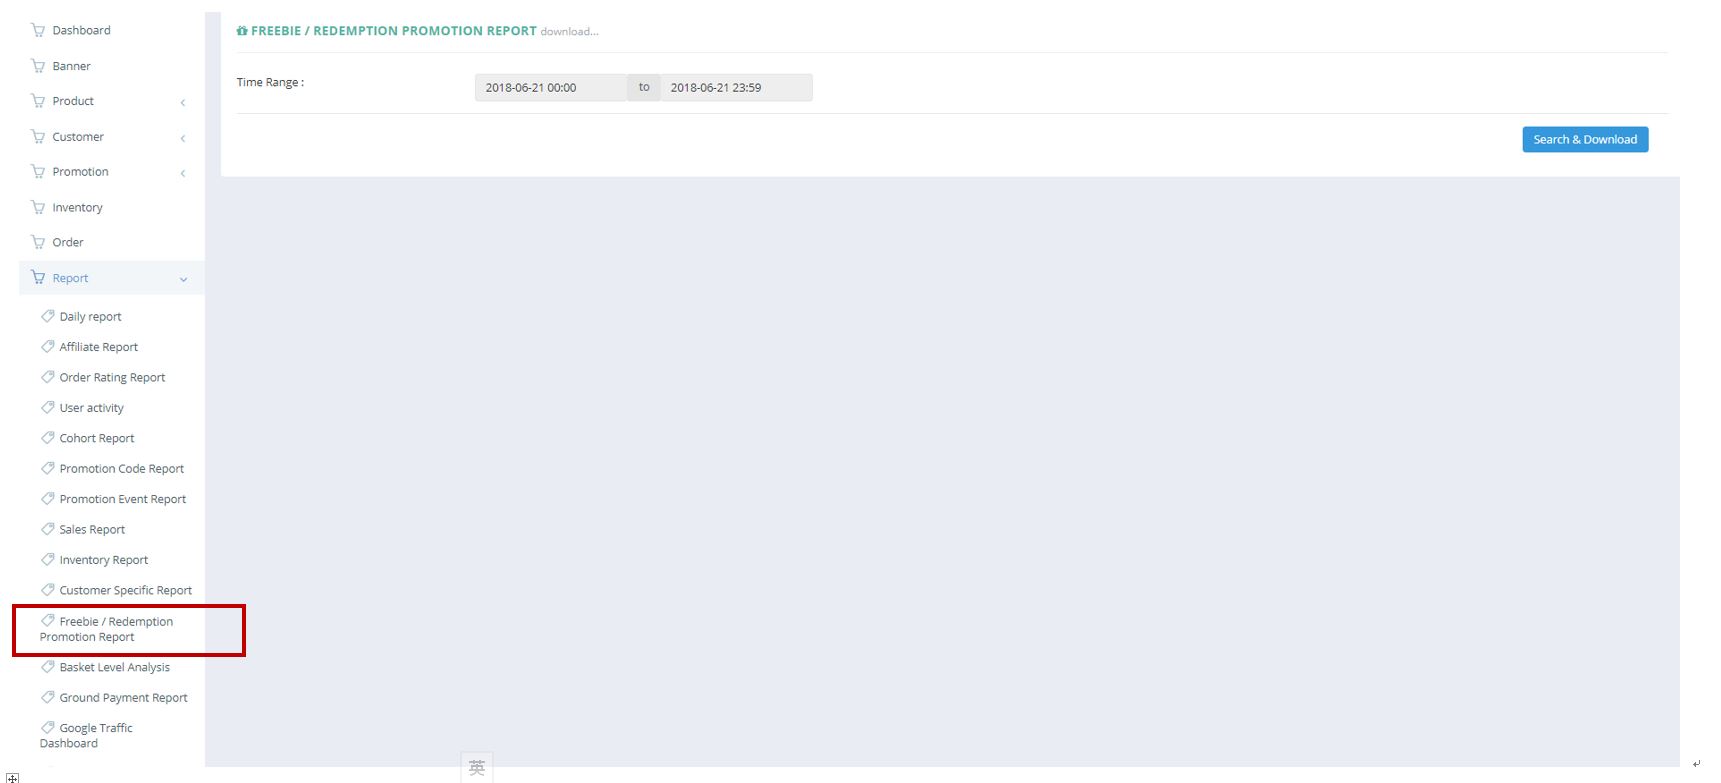 Dashboard
Banner
Product
Customer
Promotion
Inventory
Order
Report
Daily report
Affiliate Report
Order Rating Report
User activity
Cohort Report
Promotion Code Report
Promotion Event Report
Sales Report
Inventory Report
Customer Specific Report
Freebie / Redemption
Promotion Report
Basket Level Analysis
Ground Payment Report
Google Traffic
Dashboard
FREEBIE / REDEMPTION PROMOTION REPORT download...
Time Range :
2018-06-21 00:00 to 2018-06-21 23:59
Search & Download
英